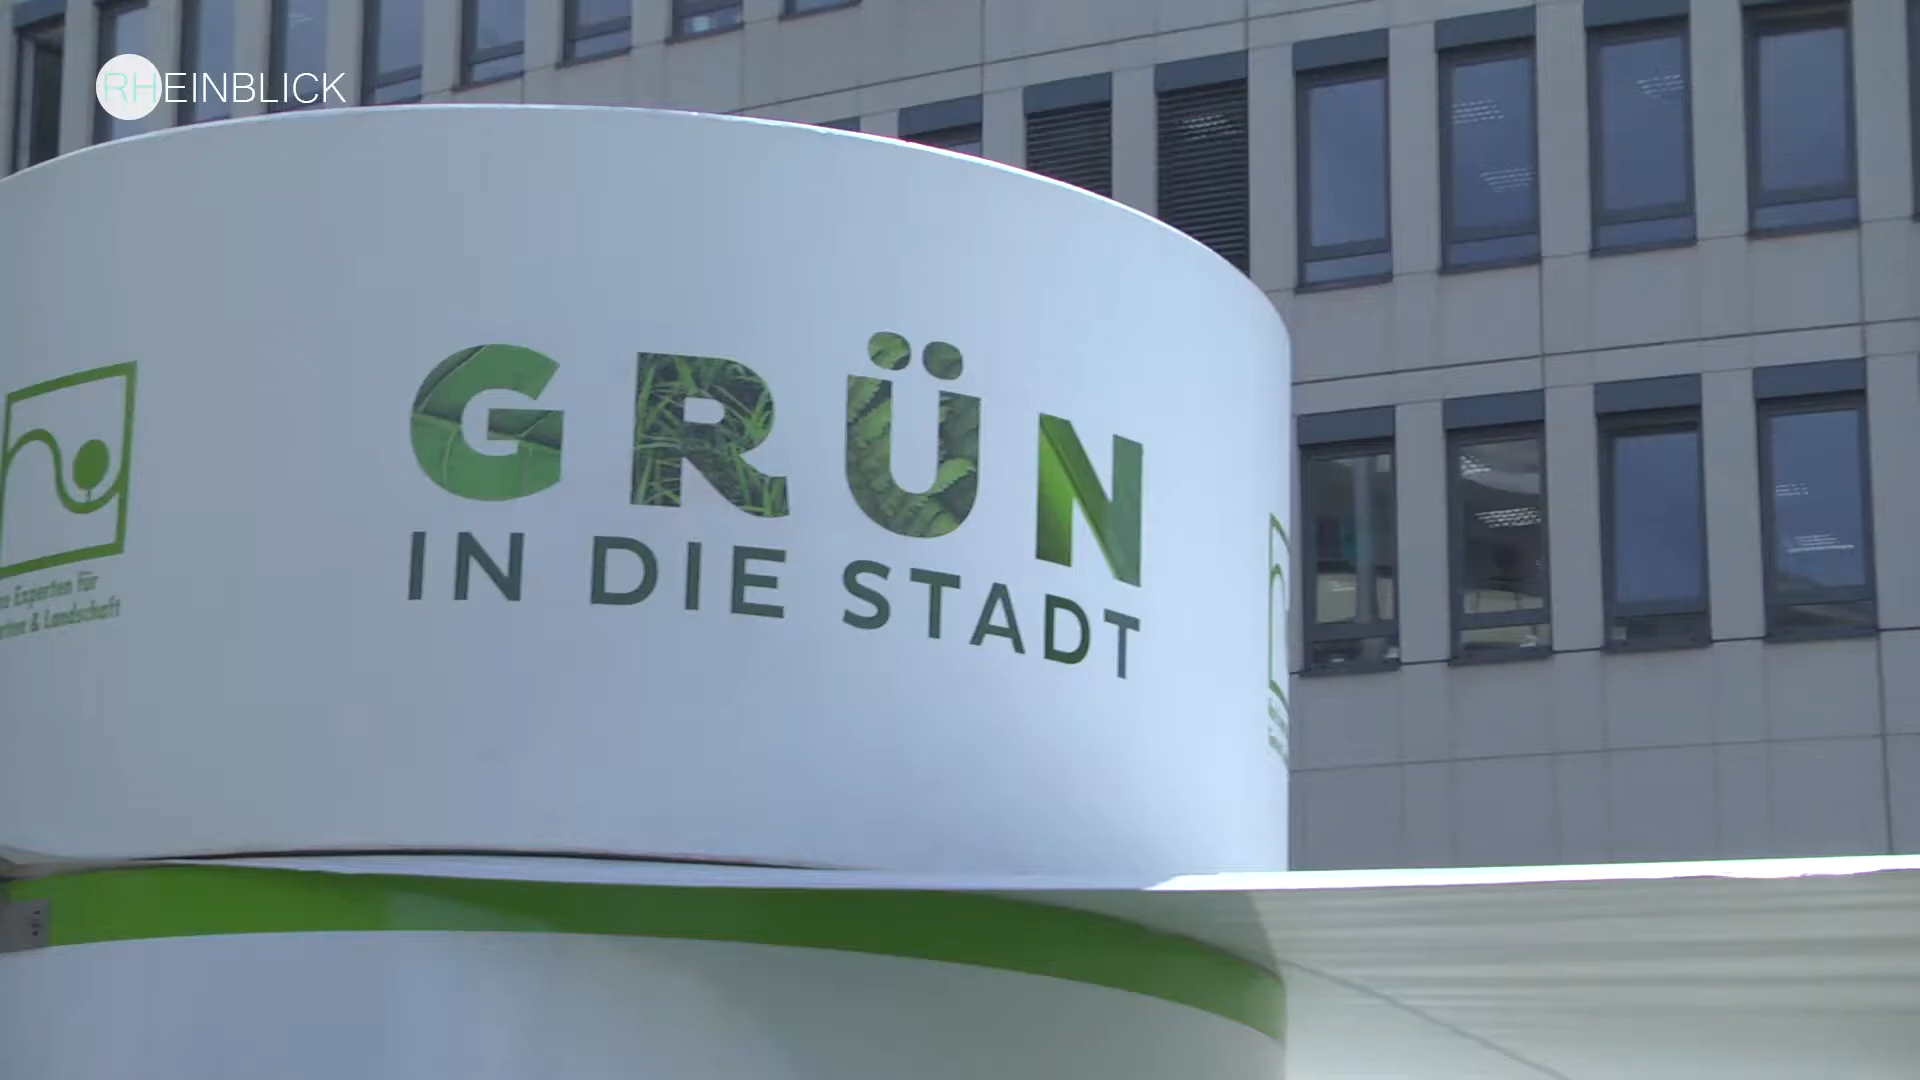 RHEINBLICK
GRÜN
IN DIE STADT
Experten für
& Landschaft